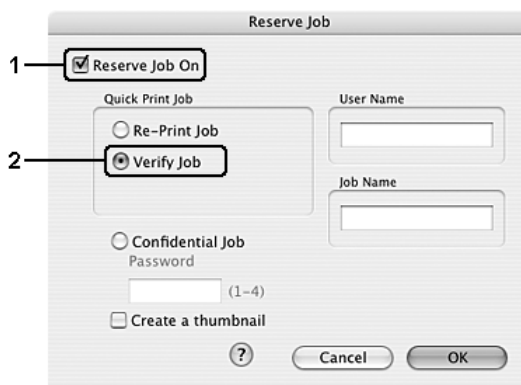 Reserve Job
1
Reserve Job On
Quick Print Job
Re-Print Job
2
Verify Job
User Name
Job Name
Confidential Job
Password
(1-4)
Create a thumbnail
?
Cancel
OK